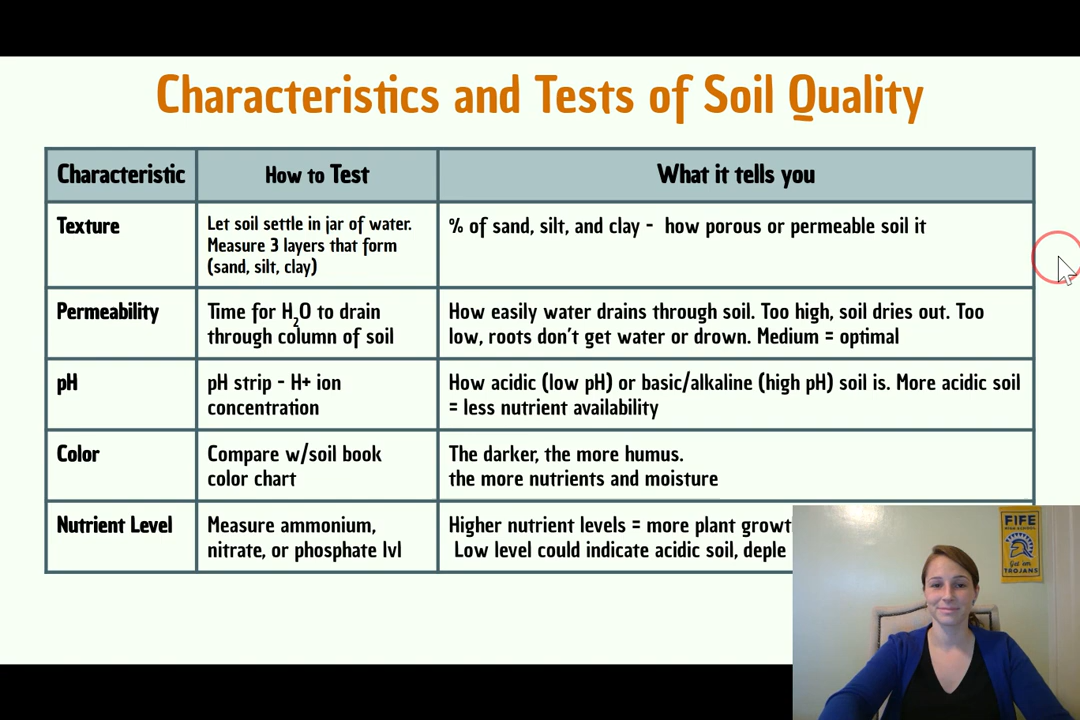 Characteristics and Tests of Soil Quality
Characteristic
How to Test
What it tells you
Texture
Let soil settle in jar of water.
Measure 3 layers that form
(sand, silt, clay)
% of sand, silt, and clay - how porous or permeable soil it
Permeability
Time for H₂O to drain
through column of soil
How easily water drains through soil. Too high, soil dries out. Too
low, roots don't get water or drown. Medium = optimal
pH
pH strip - H+ ion
concentration
How acidic (low pH) or basic/alkaline (high pH) soil is. More acidic soil
= less nutrient availability
Color
Compare w/soil book
color chart
The darker, the more humus.
the more nutrients and moisture
Nutrient Level
Measure ammonium,
nitrate, or phosphate lvl
Higher nutrient levels = more plant growt
Low level could indicate acidic soil, deple
FIFE
TROJANS